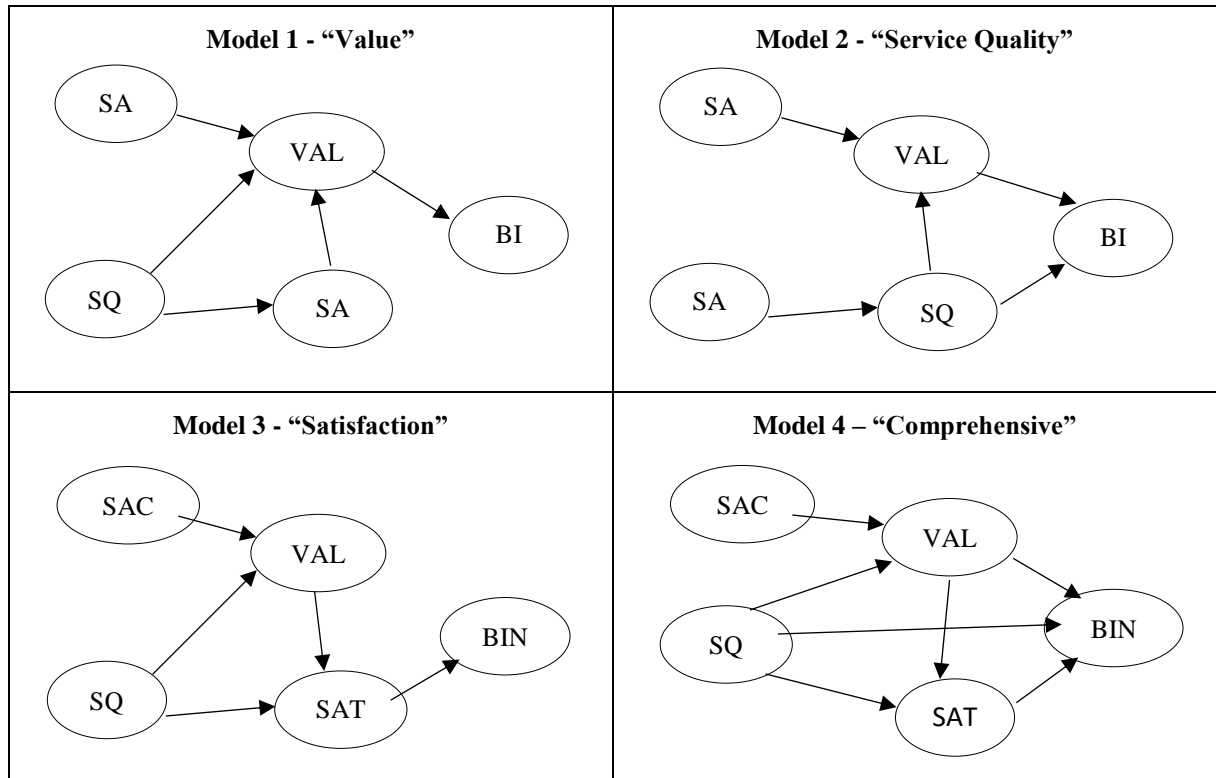 Model 1 - “Value”
SA
VAL
BI
SQ
SA
Model 2 - “Service Quality”
SA
VAL
BI
SA
SQ
Model 3 - “Satisfaction”
SAC
VAL
BIN
SQ
SAT
Model 4 – “Comprehensive”
SAC
VAL
BIN
SQ
SAT